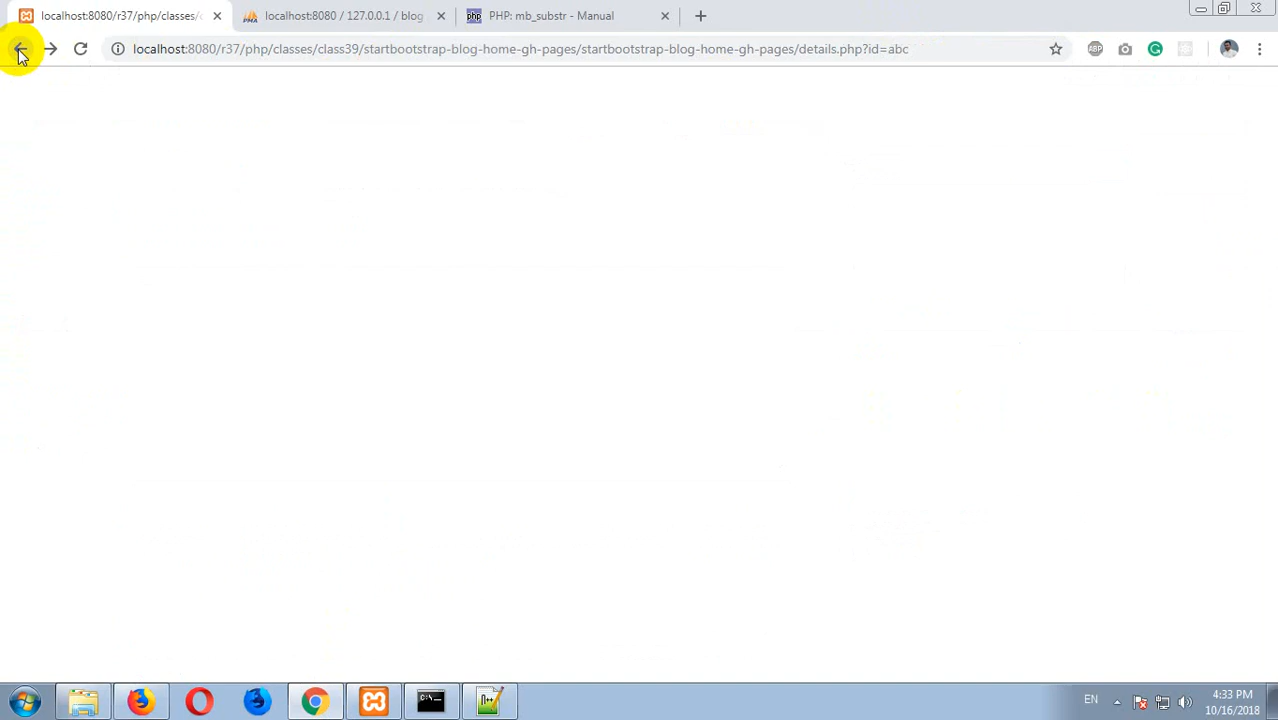 localhost:8080/r37/php/classes/c
localhost:8080 / 127.0.0.1 / blog
php
PHP: mb_substr - Manual
localhost:8080/r37/php/classes/class39/startbootstrap-blog-home-gh-pages/startbootstrap-blog-home-gh-pages/details.php?id=abc
ABP
EN
4:33 PM
10/16/2018